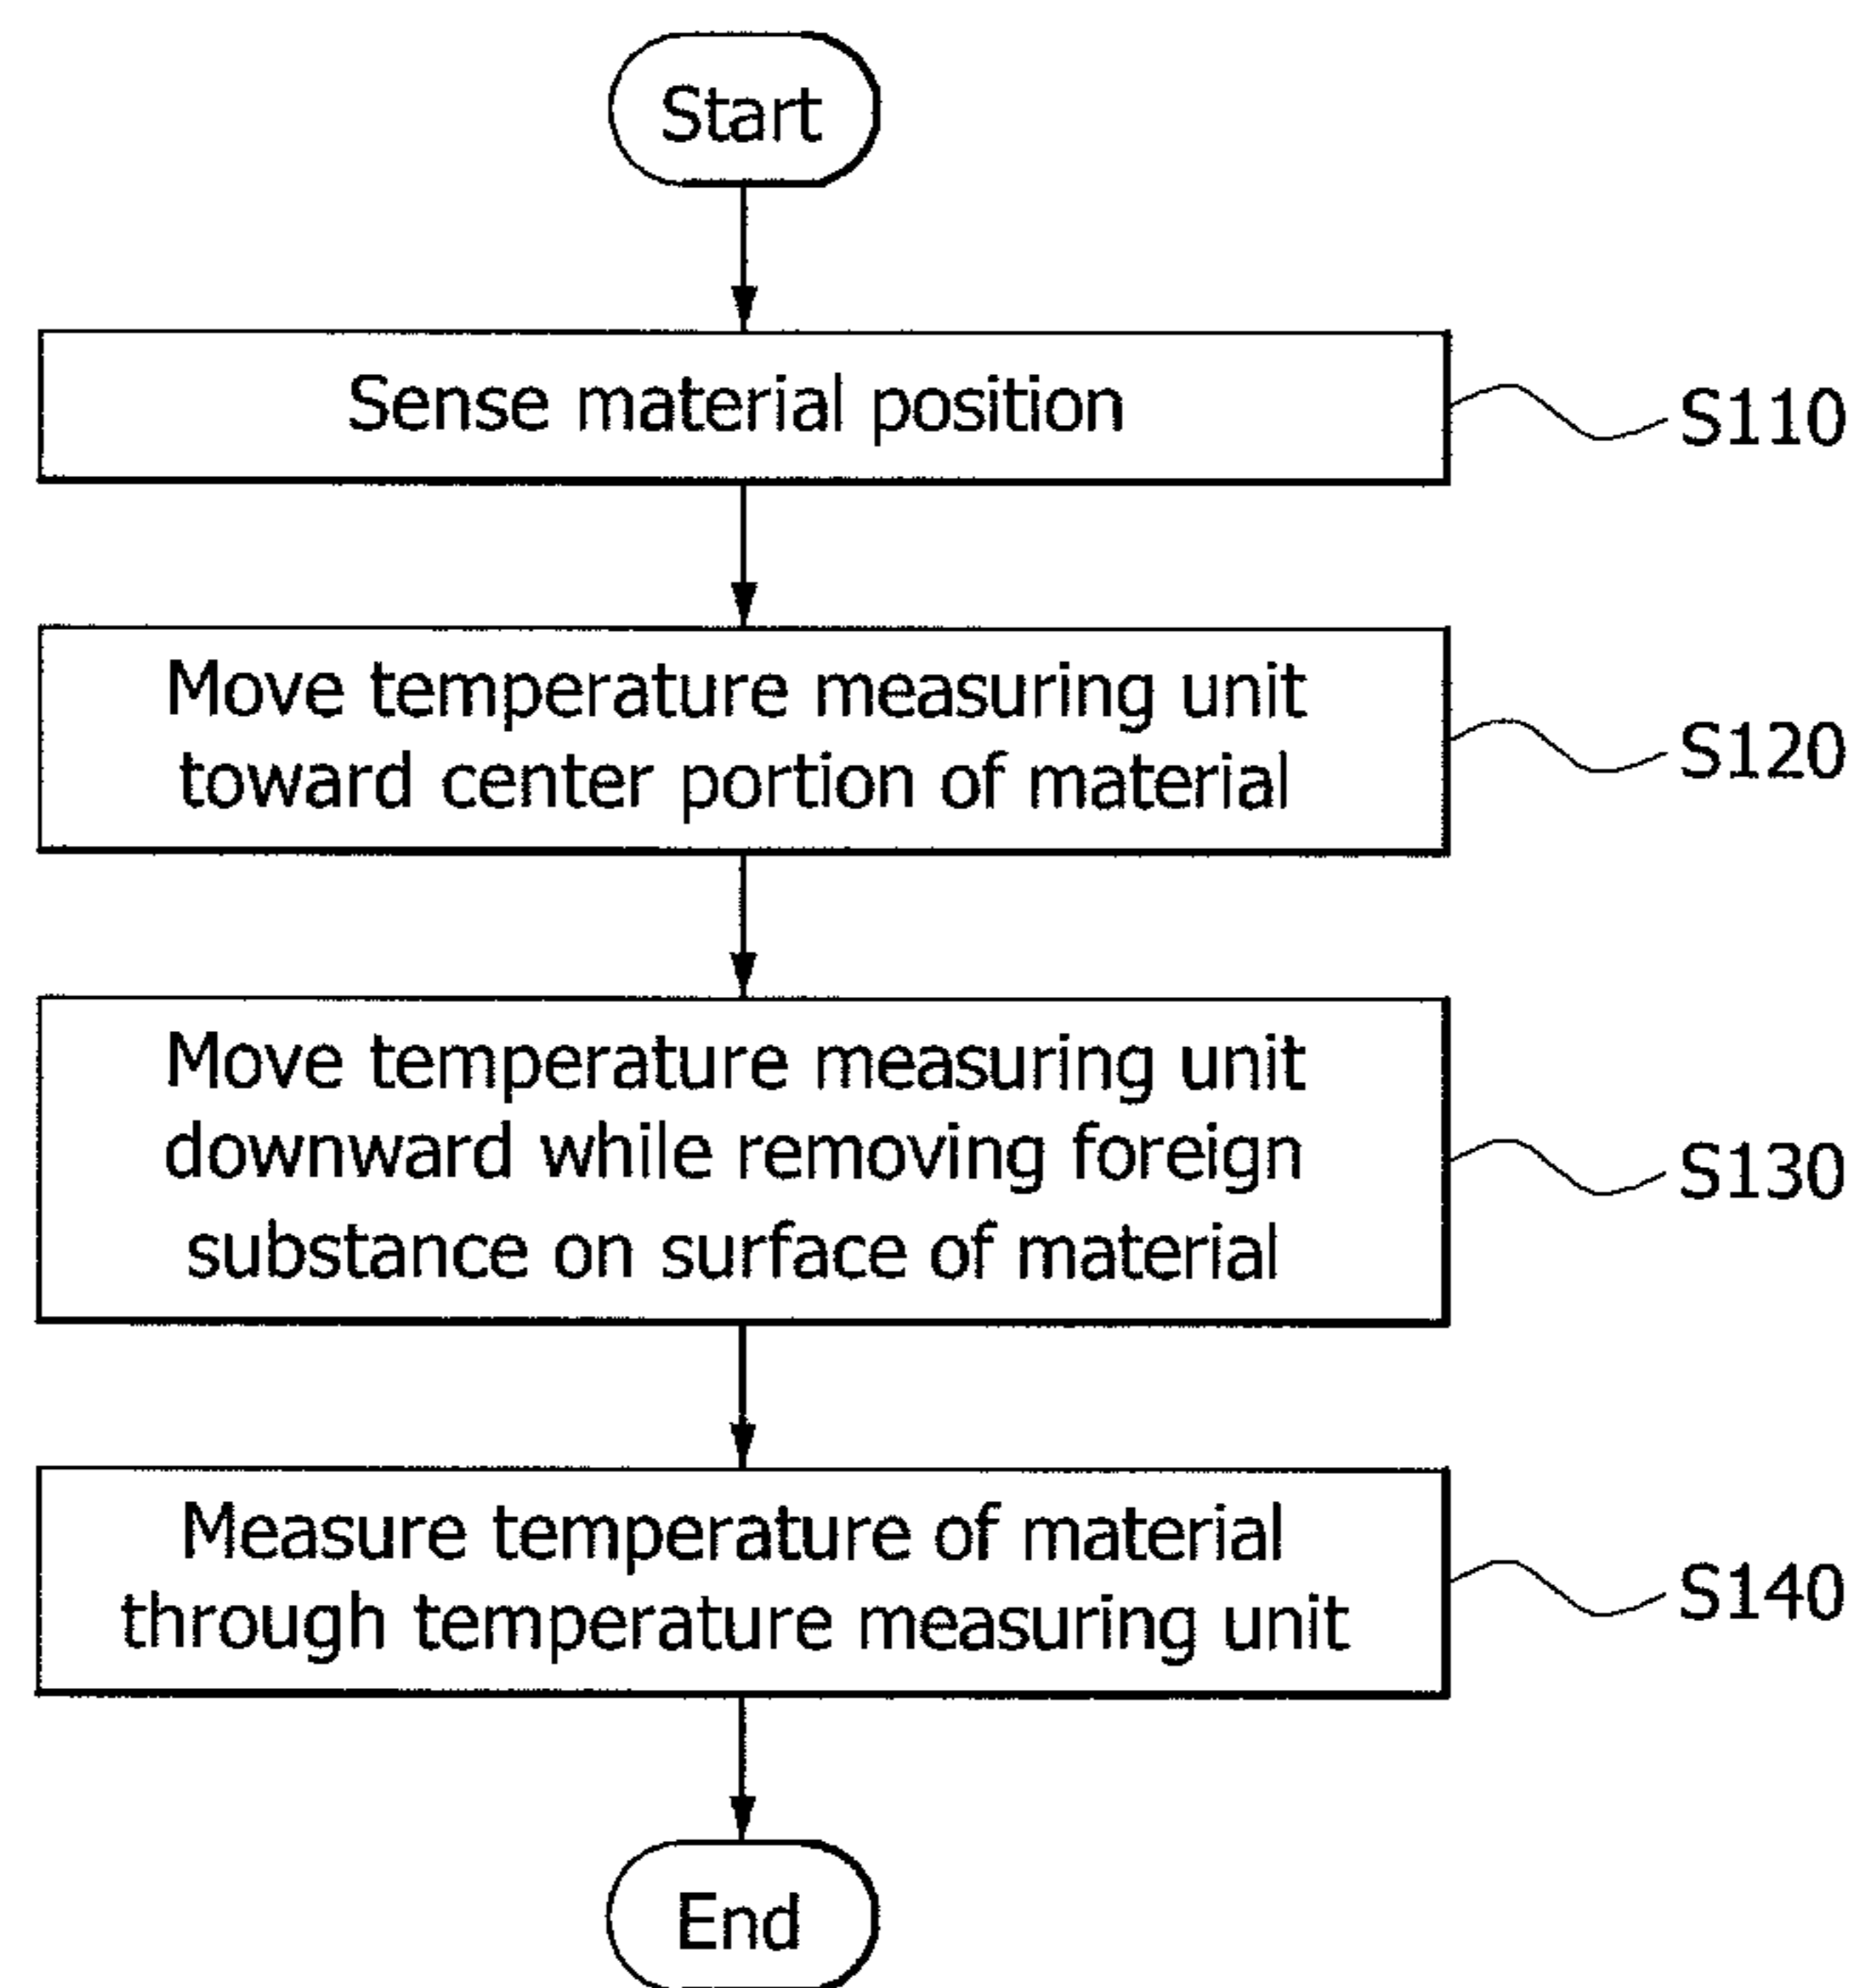 Start
Sense material position
S110
Move temperature measuring unit
toward center portion of material
S120
Move temperature measuring unit
downward while removing foreign
substance on surface of material
S130
Measure temperature of material
through temperature measuring unit
S140
End